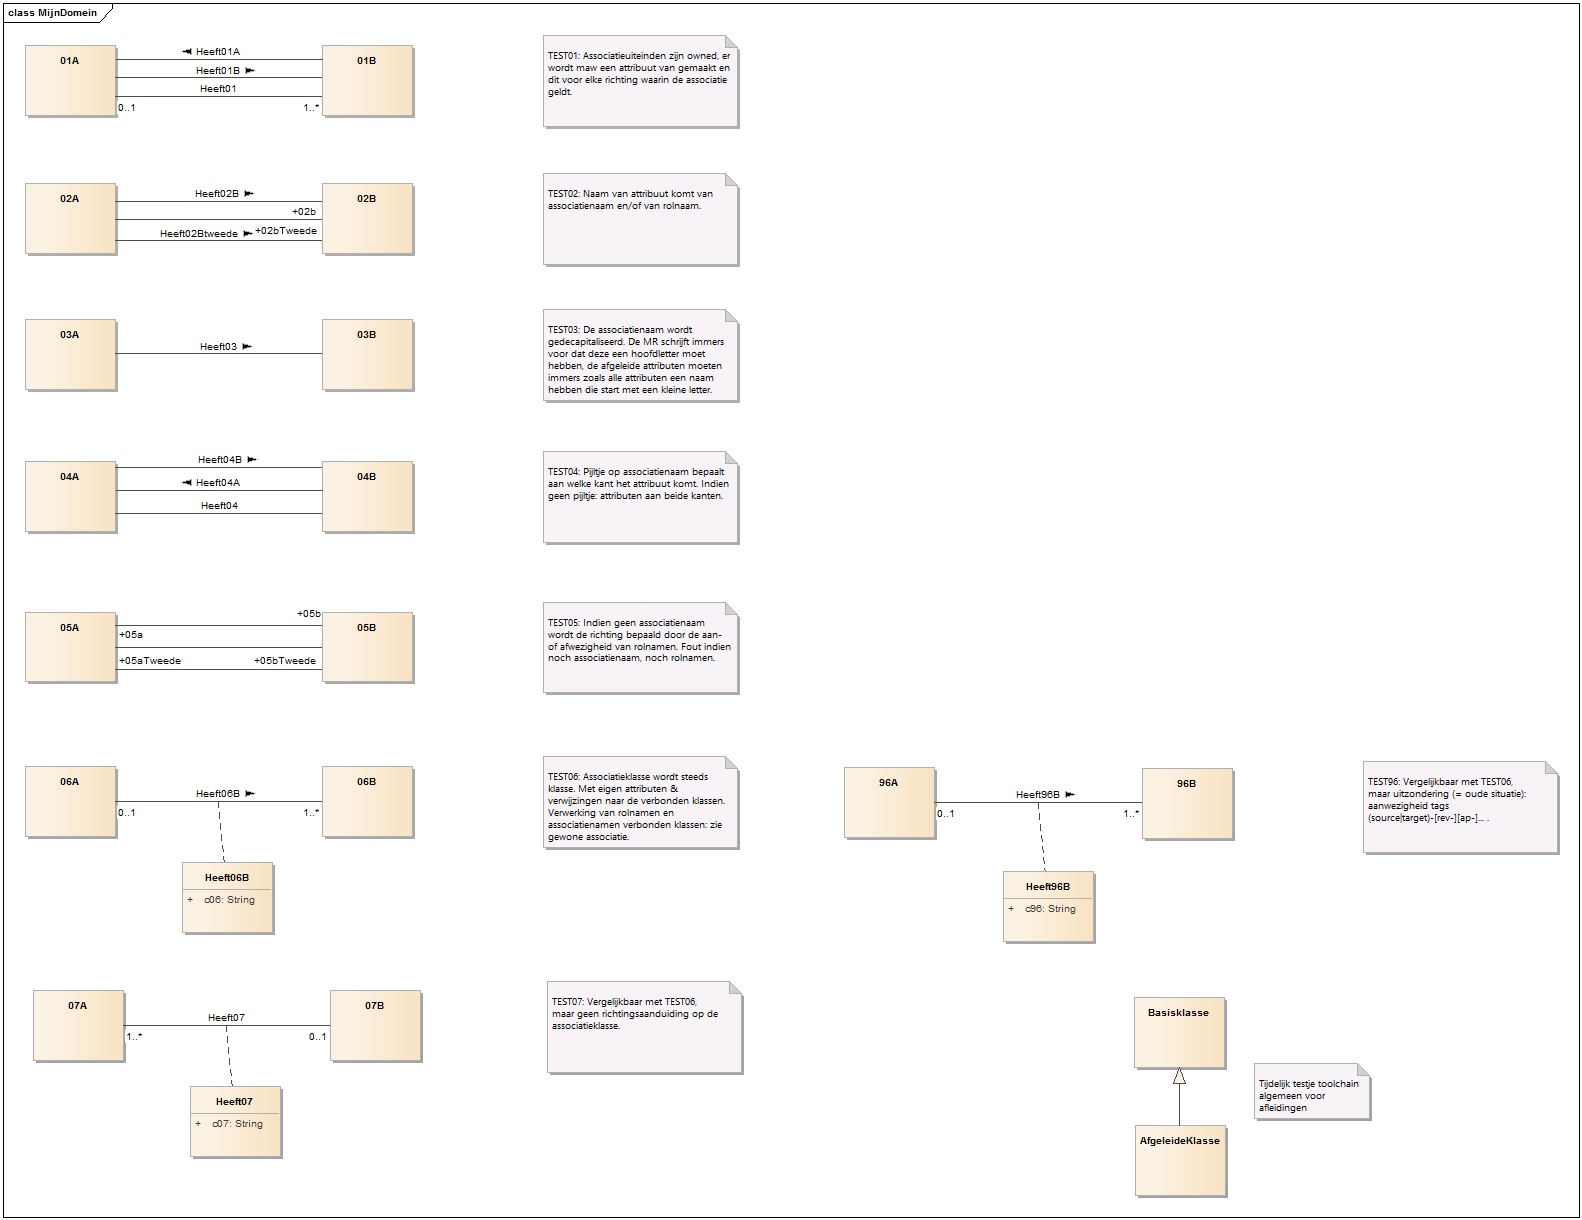 class MijnDomein
01A
Heeft01A
Heeft01B
Heeft01
0..1
1..*
01B
TEST01: Associatieuiteinden zijn owned, er
wordt maw een attribuut van gemaakt en
dit voor elke richting waarin de associatie
geldt.
02A
Heeft02B
+02b
Heeft02Btweede
+02bTweede
02B
TEST02: Naam van attribuut komt van
associatienaam en/of van rolnaam.
03A
Heeft03
03B
TEST03: De associatienaam wordt
gedecapitaliseerd. De MR schrijft immers
voor dat deze een hoofdletter moet
hebben, de afgeleide attributen moeten
immers zoals alle attributen een naam
hebben die start met een kleine letter.
04A
Heeft04B
Heeft04A
Heeft04
04B
TEST04: Pijltje op associatienaam bepaalt
aan welke kant het attribuut komt. Indien
geen pijltje: attributen aan beide kanten.
05A
+05b
+05a
+05aTweede
+05bTweede
05B
TEST05: Indien geen associatienaam
wordt de richting bepaald door de aan-
of afwezigheid van rolnamen. Fout indien
noch associatienaam, noch rolnamen.
06A
Heeft06B
0..1
1..*
06B
Heeft06B
+ c06: String
TEST06: Associatieklasse wordt steeds
klasse. Met eigen attributen &
verwijzingen naar de verbonden klassen.
Verwerking van rolnamen en
associatienamen verbonden klassen: zie
gewone associatie.
96A
Heeft96B
0..1
1..*
96B
Heeft96B
+ c96: String
TEST96: Vergelijkbaar met TEST06,
maar uitzondering (= oude situatie):
aanwezigheid tags
(source|target)-[rev-][ap-]... .
07A
Heeft07
1..*
0..1
07B
Heeft07
+ c07: String
TEST07: Vergelijkbaar met TEST06,
maar geen richtingsaanduiding op de
associatieklasse.
Basisklasse
AfgeleideKlasse
Tijdelijk testje toolchain
algemeen voor
afleidingen